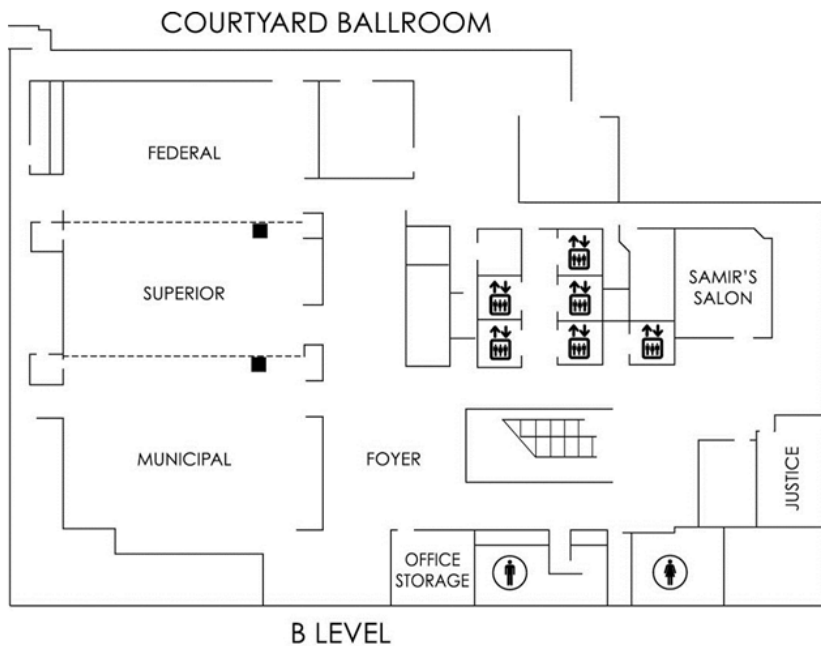 COURTYARD BALLROOM
FEDERAL
SUPERIOR
SAMIR'S
SALON
MUNICIPAL
FOYER
JUSTICE
OFFICE
STORAGE
B LEVEL